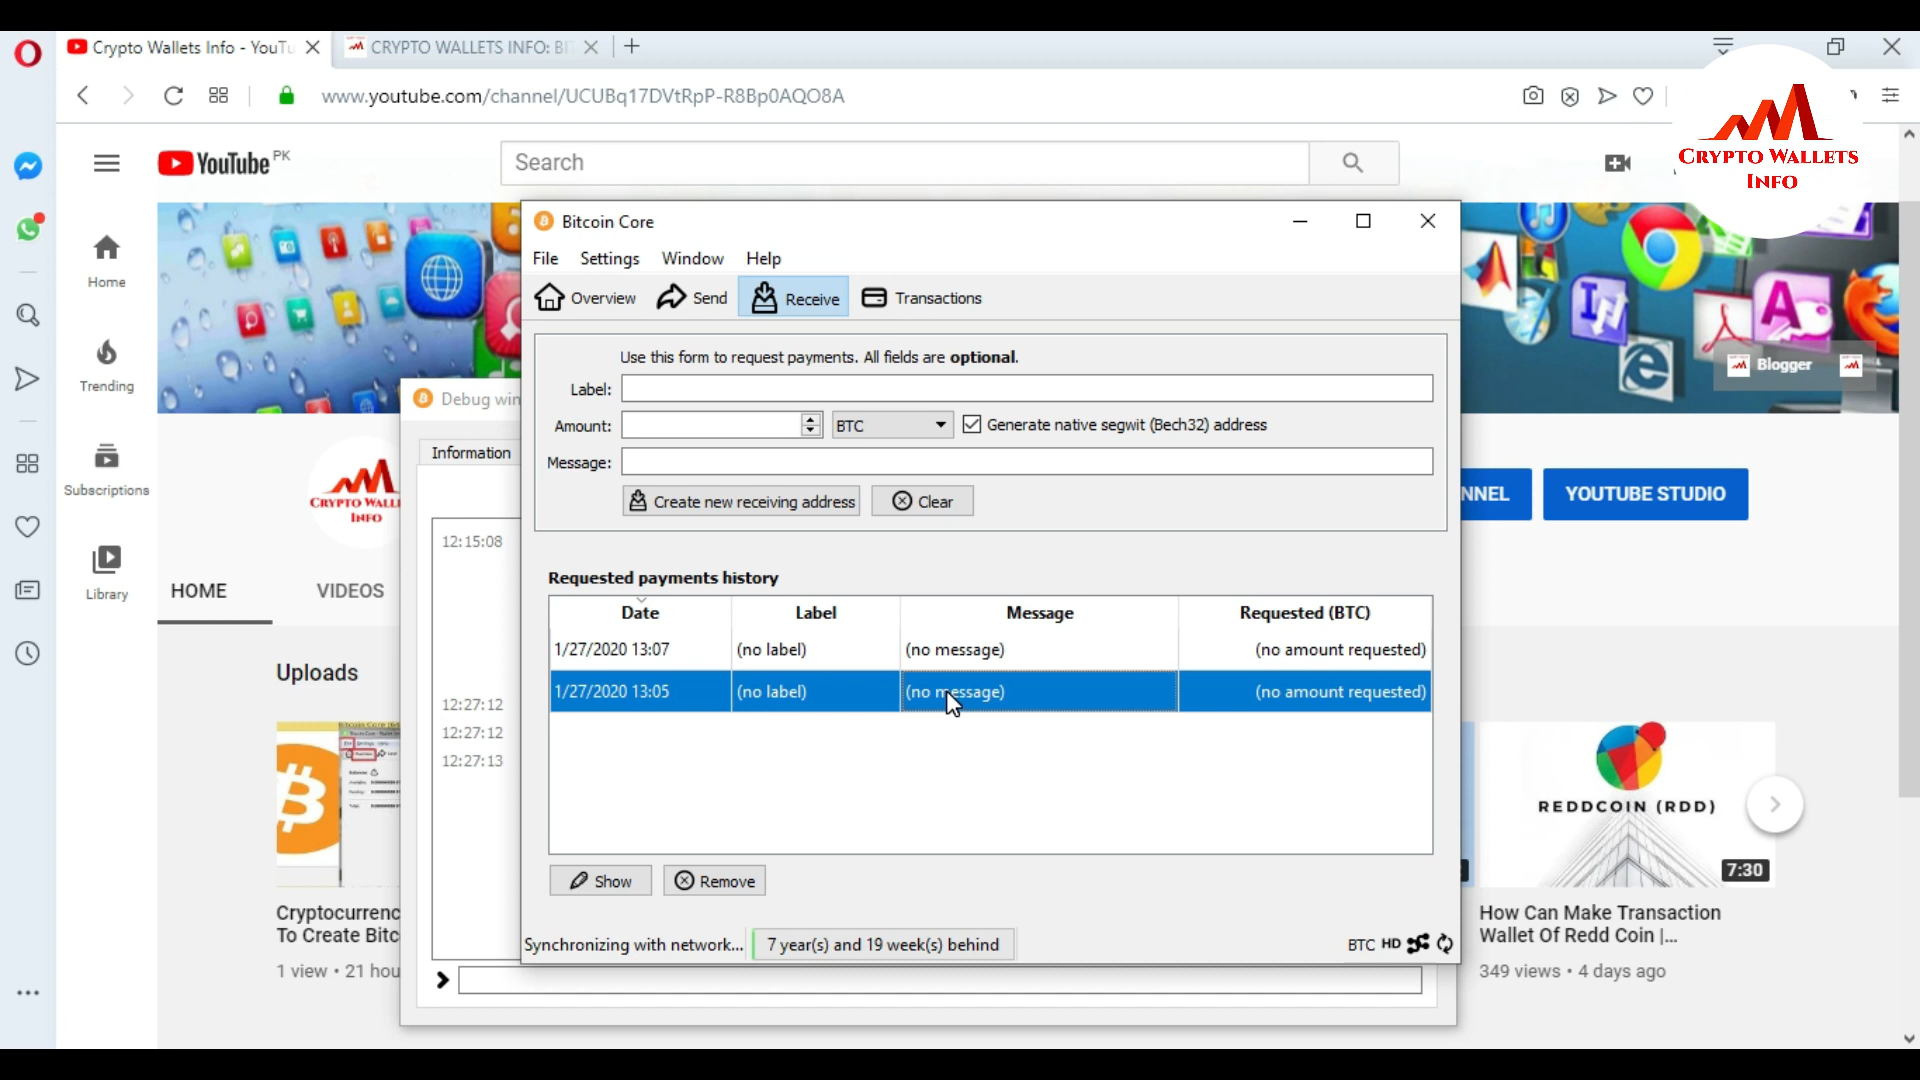 Crypto Wallets Info - YouTu
CRYPTO WALLETS INFO: BI
www.youtube.com/channel/UCUBq17DVtRpP-R8Bp0AQO8A
CRYPTO WALLETS
INFO
YouTube PK
Search
Home
Trending
Subscriptions
Library
Bitcoin Core
File Settings Window Help
Overview Send Receive Transactions
Use this form to request payments. All fields are optional.
Label:
Amount: BTC Generate native segwit (Bech32) address
Message:
Create new receiving address Clear
Requested payments history
Date Label Message Requested (BTC)
1/27/2020 13:07 (no label) (no message) (no amount requested)
1/27/2020 13:05 (no label) (no message) (no amount requested)
Show Remove
Synchronizing with network... 7 year(s) and 19 week(s) behind BTC HD
Debug win
Information
12:15:08
12:27:12
12:27:12
12:27:13
Blogger
CRYPTO WALL
INFO
NNEL
YOUTUBE STUDIO
HOME VIDEOS
Uploads
REDDCOIN (RDD)
7:30
Cryptocurrenc
To Create Bitc
1 view • 21 hou
How Can Make Transaction
Wallet Of Redd Coin |...
349 views • 4 days ago